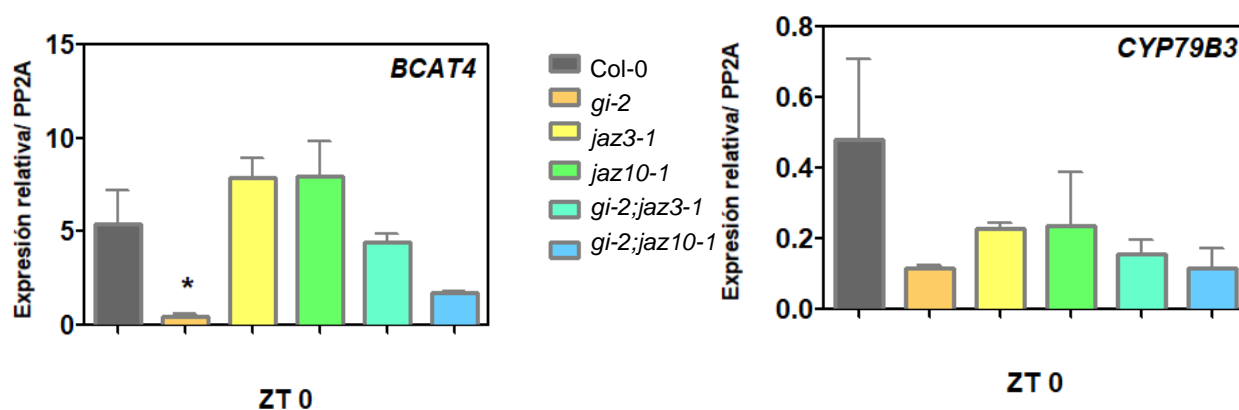 BCAT4
Expresión relativa/ PP2A
15
10
5
0
*
ZT 0
Col-0
gi-2
jaz3-1
jaz10-1
gi-2;jaz3-1
gi-2;jaz10-1
CYP79B3
Expresión relativa/ PP2A
0.8
0.6
0.4
0.2
0.0
ZT 0